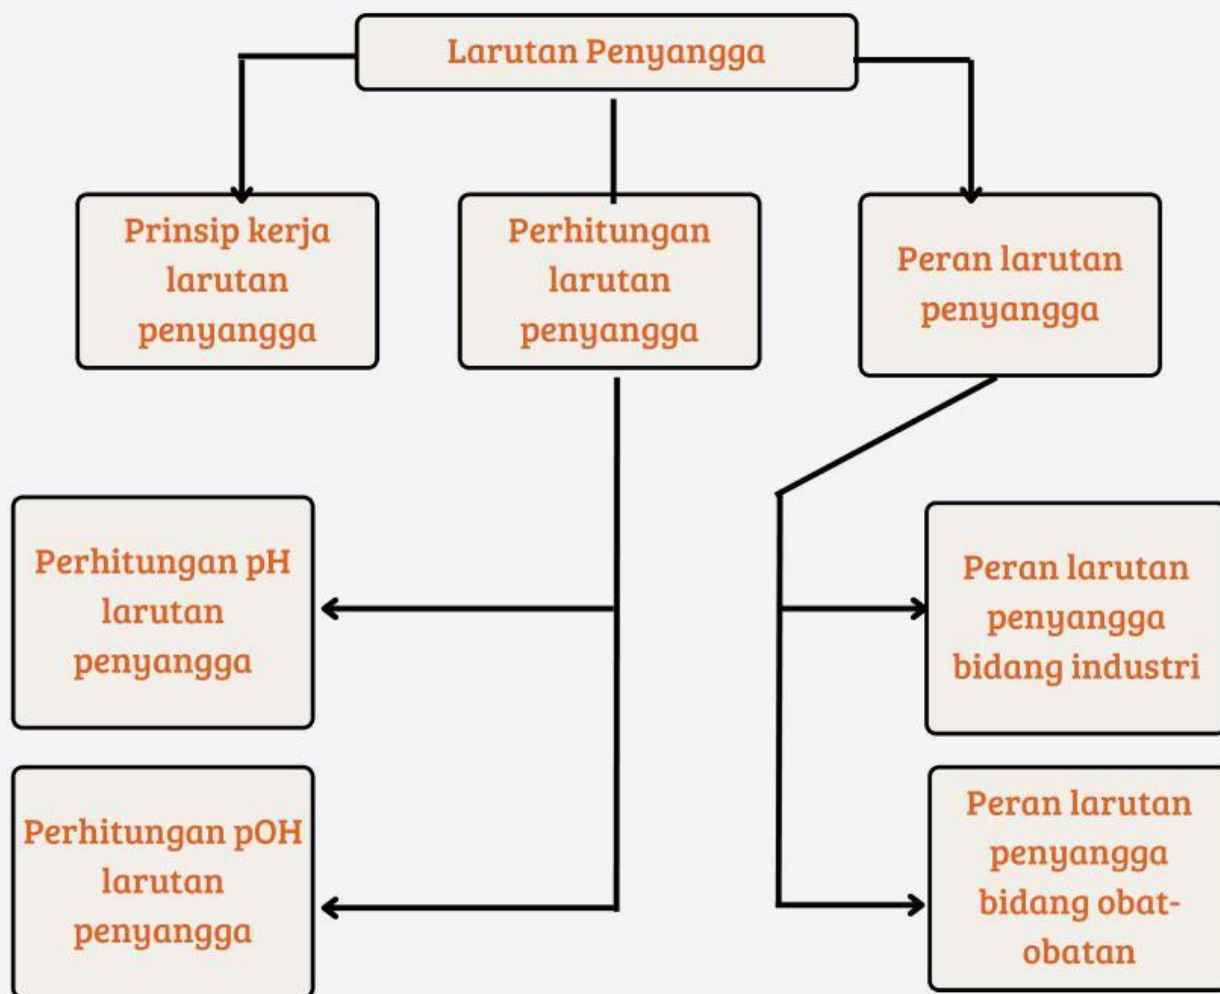 Larutan Penyangga
Prinsip kerja
larutan
penyangga
Perhitungan
larutan
penyangga
Peran larutan
penyangga
Perhitungan pH
larutan
penyangga
Peran larutan
penyangga
bidang industri
Perhitungan pOH
larutan
penyangga
Peran larutan
penyangga
bidang obat-
obatan